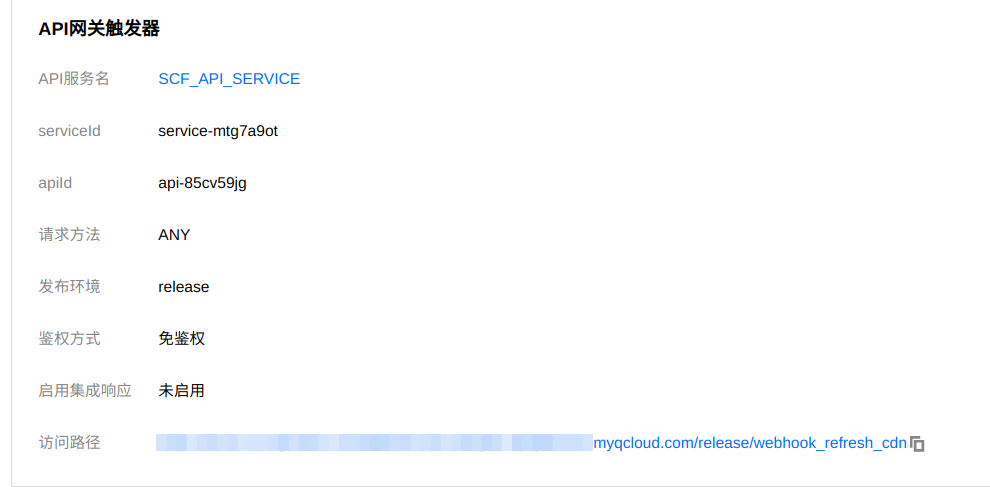 API网关触发器
API服务名 SCF_API_SERVICE
serviceId service-mtg7a9ot
apiId api-85cv59jg
请求方法 ANY
发布环境 release
鉴权方式 免鉴权
启用集成响应 未启用
访问路径 myqcloud.com/release/webhook_refresh_cdn